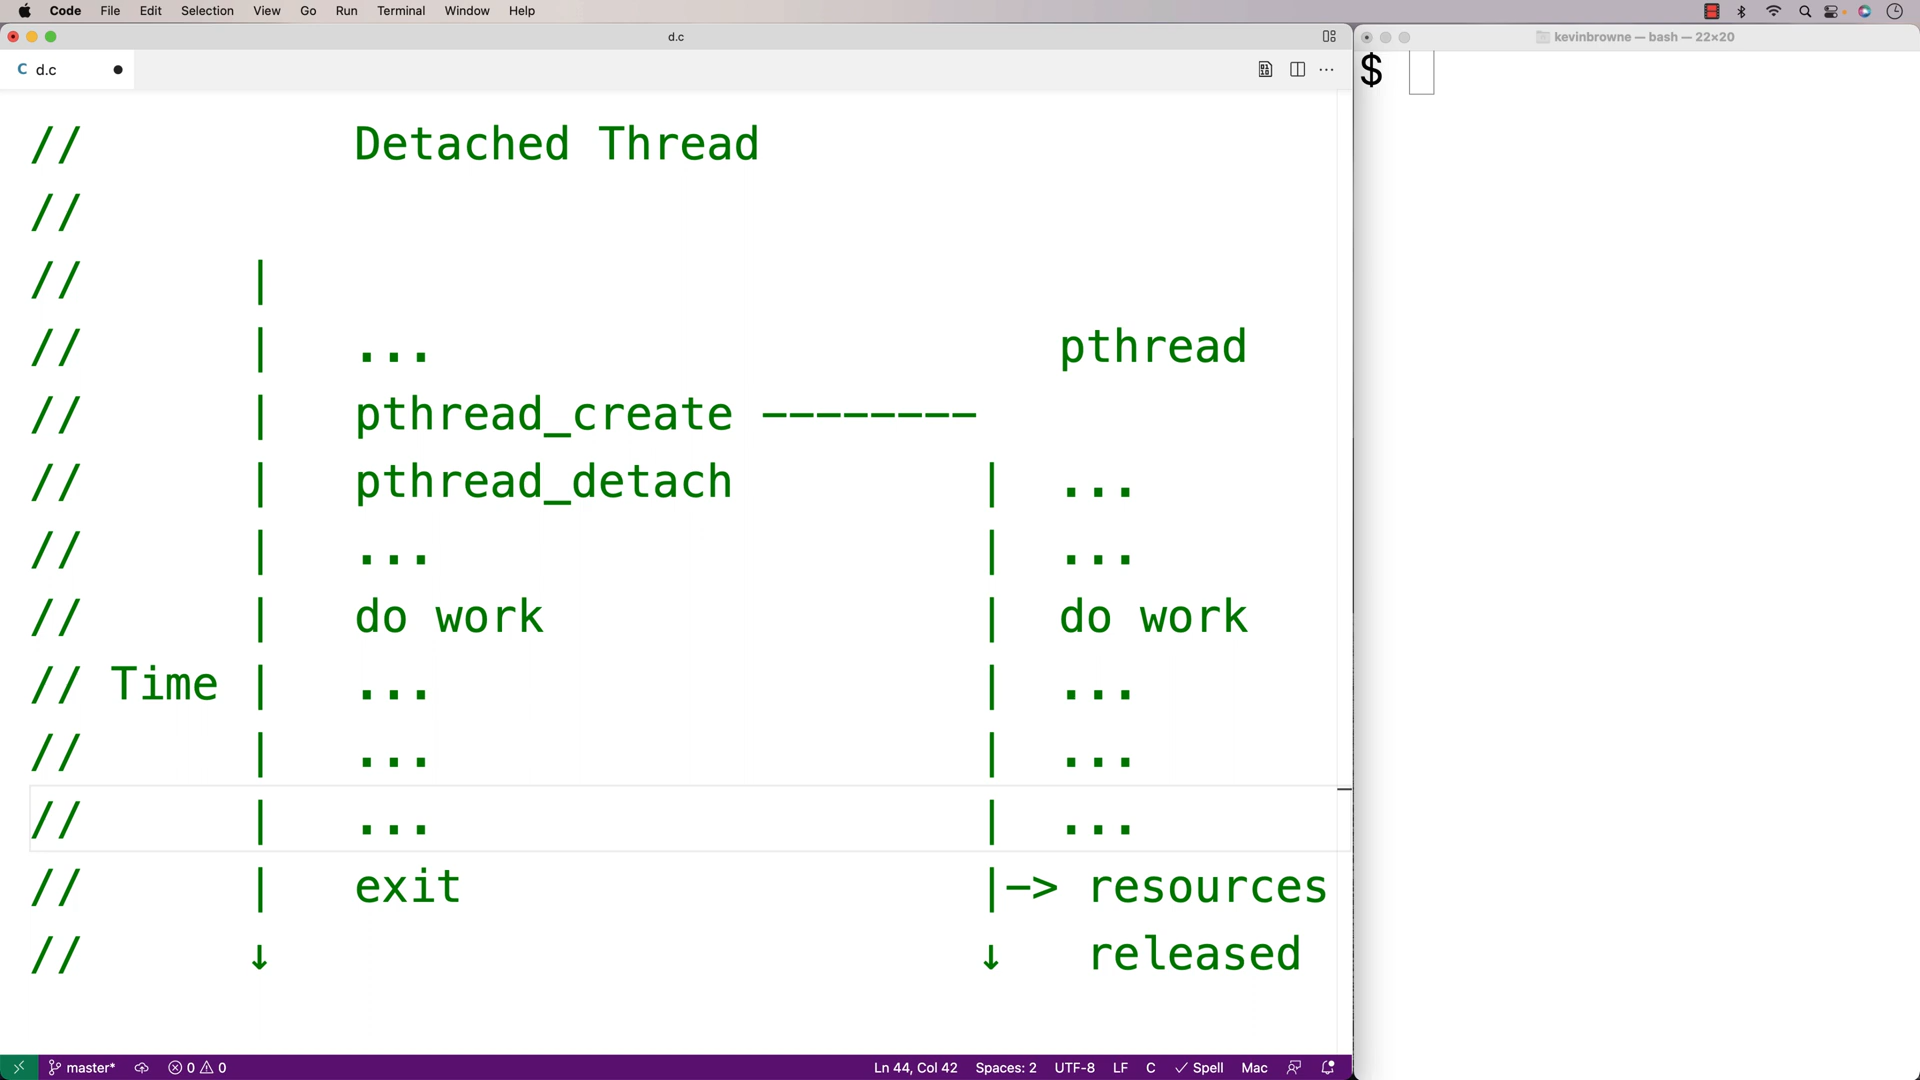 Code File Edit Selection View Go Run Terminal Window Help
d.c
kevinbrowne — bash — 22×20
C d.c ●
$
// Detached Thread
//
// |
// | ... pthread
// | pthread_create --------
// | pthread_detach | ...
// | ... | ...
// | do work | do work
// Time | ... | ...
// | ... | ...
// | ... | ...
// | exit |-> resources
// ↓ ↓ released
master* 0 0 Ln 44, Col 42 Spaces: 2 UTF-8 LF C ✓ Spell Mac